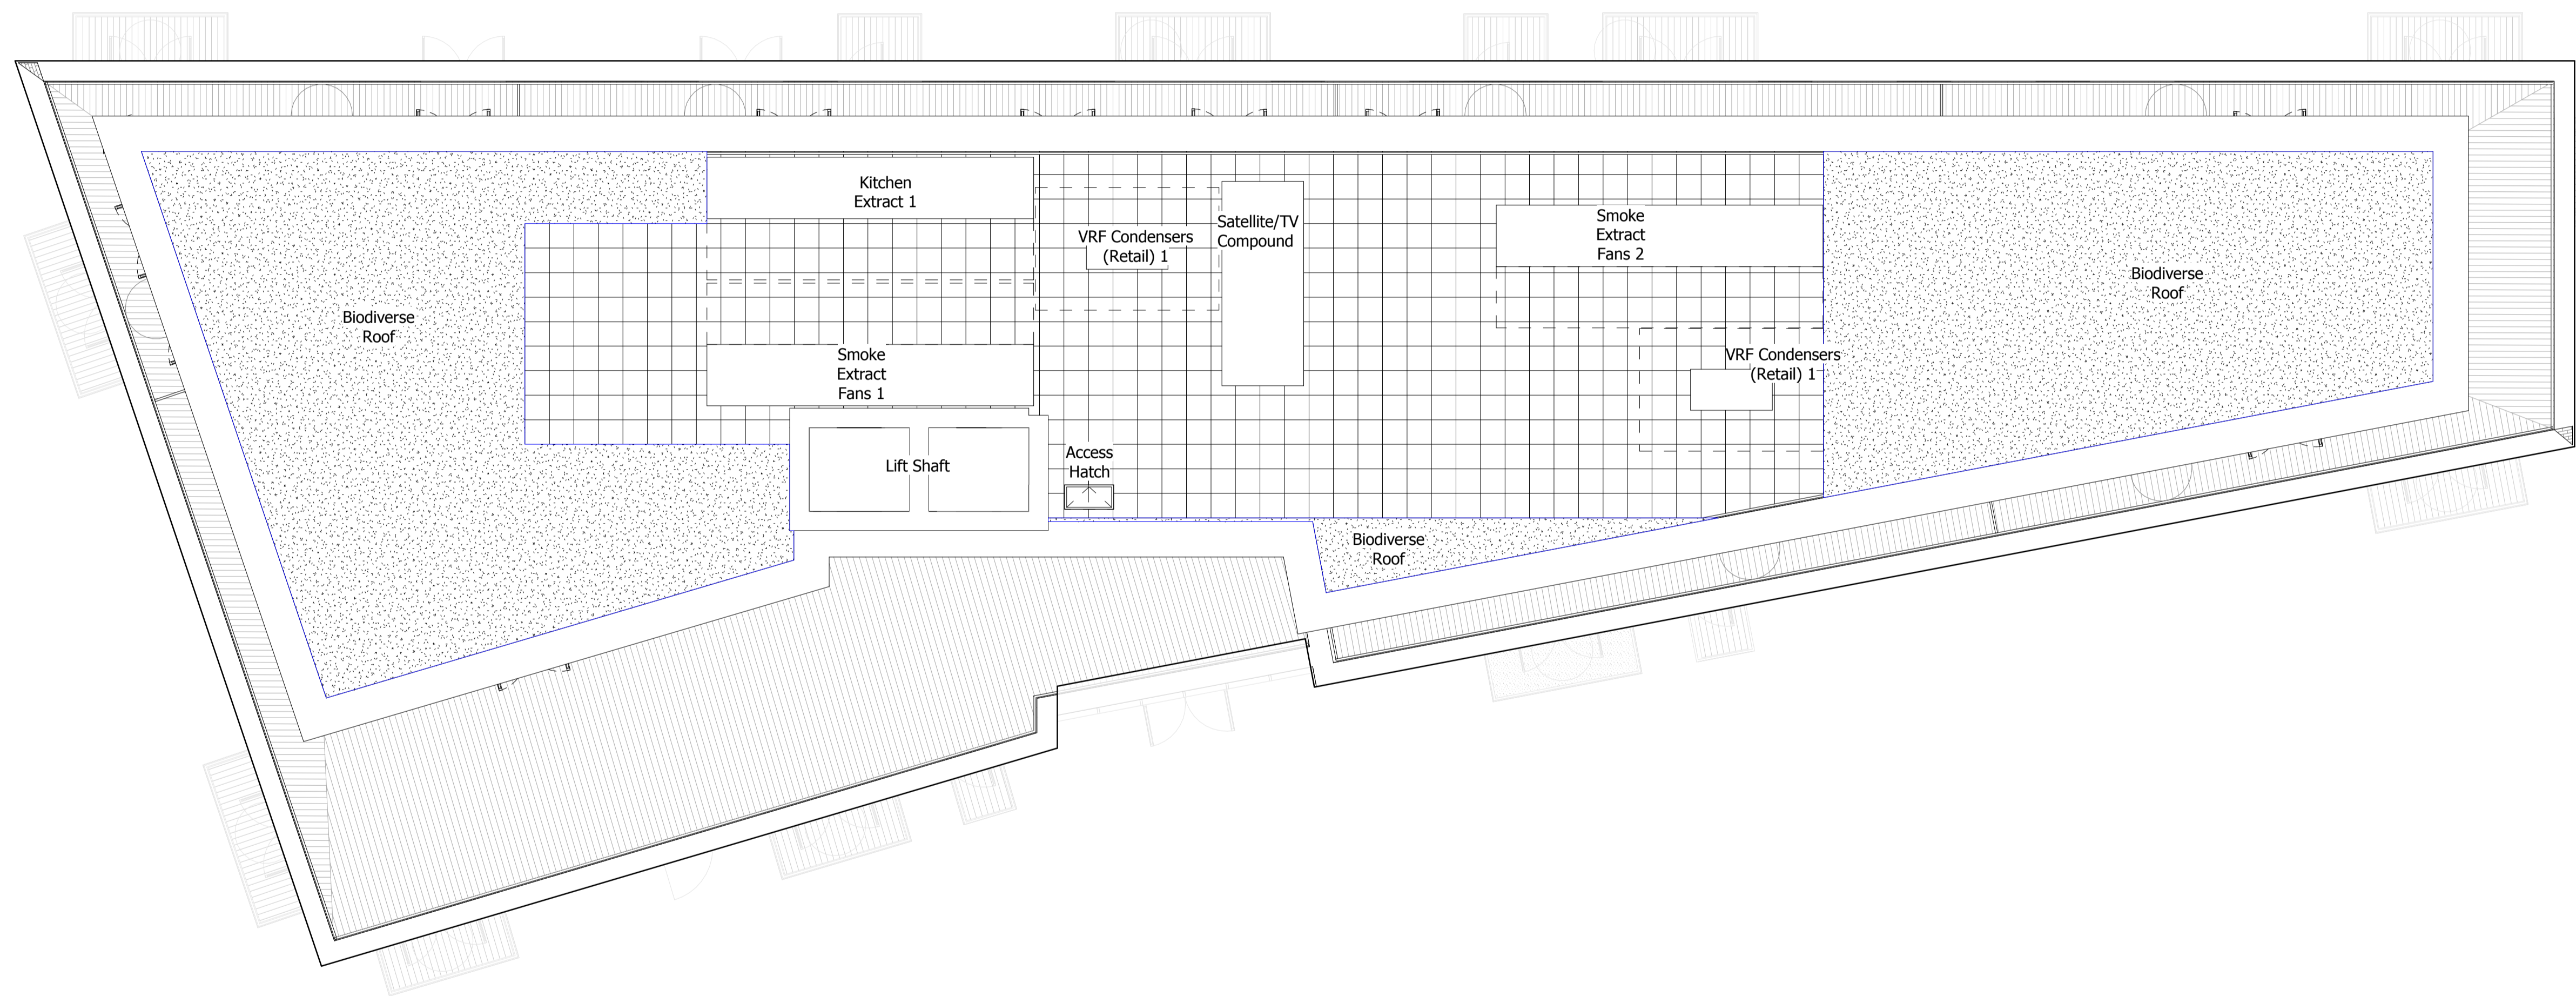 Kitchen
Extract 1
Satellite/TV
Compound
VRF Condensers
(Retail) 1
Smoke
Extract
Fans 2
Biodiverse
Roof
Biodiverse
Roof
Smoke
Extract
Fans 1
VRF Condensers
(Retail) 1
Lift Shaft
Access
Hatch
Biodiverse
Roof